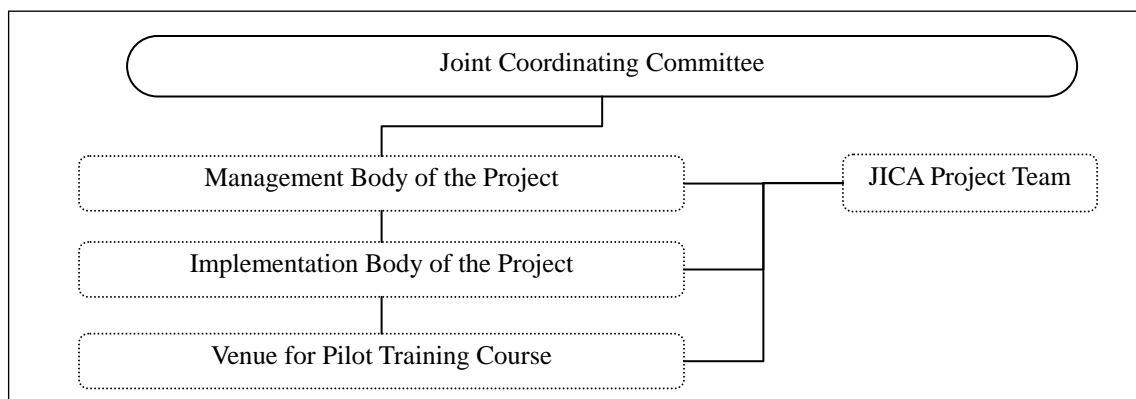 Joint Coordinating Committee
Management Body of the Project
JICA Project Team
Implementation Body of the Project
Venue for Pilot Training Course